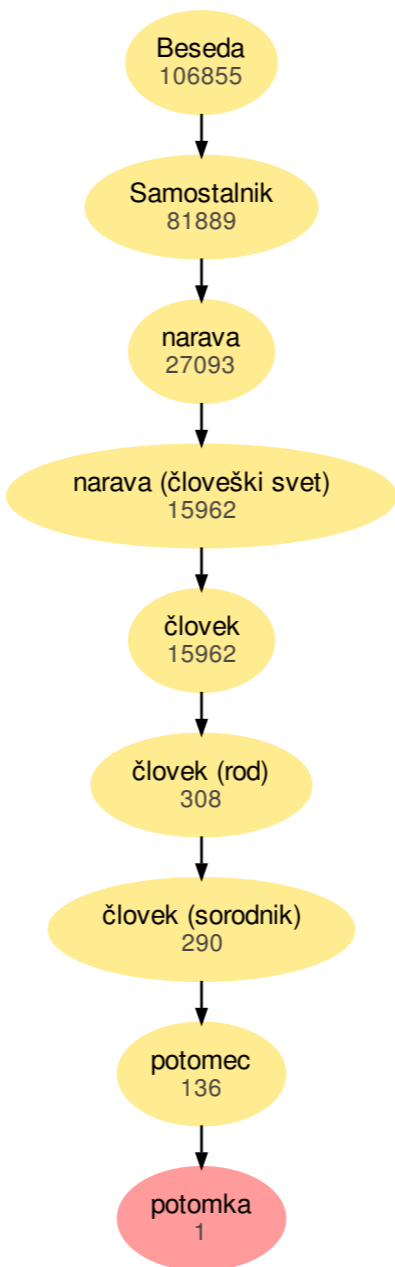 Beseda
106855
Samostalnik
81889
narava
27093
narava (človeški svet)
15962
človek
15962
človek (rod)
308
človek (sorodnik)
290
potomec
136
potomka
1